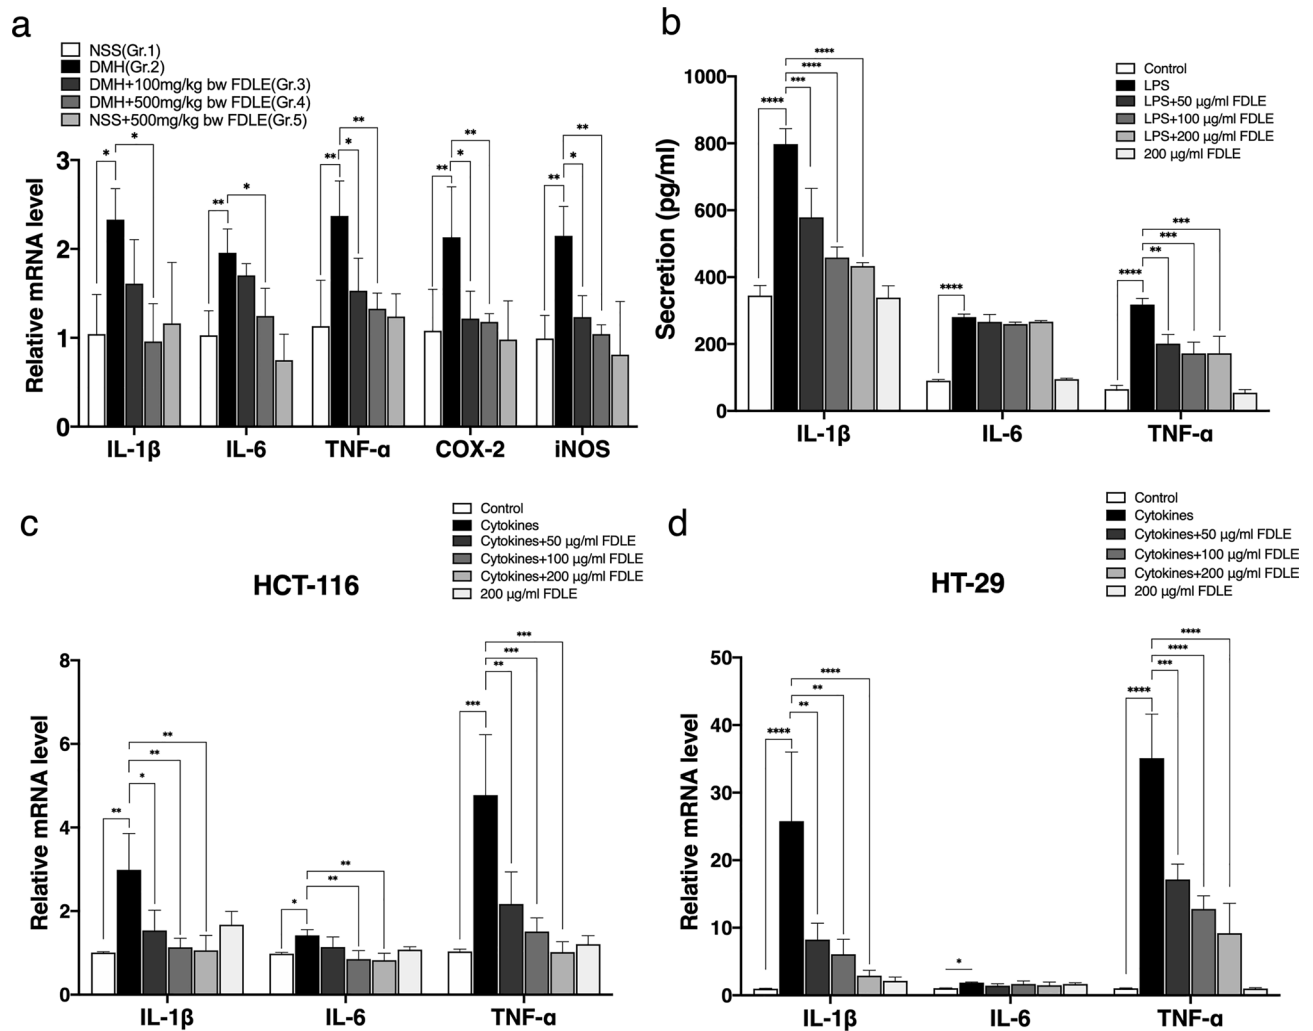 a
NSS(Gr.1)
DMH(Gr.2)
DMH+100mg/kg bw FDLE(Gr.3)
DMH+500mg/kg bw FDLE(Gr.4)
NSS+500mg/kg bw FDLE(Gr.5)
Relative mRNA level
3
2
1
0
* *
** *
** * **
** * **
** * **
IL-1β IL-6 TNF-α COX-2 iNOS
b
Control
LPS
LPS+50 µg/ml FDLE
LPS+100 µg/ml FDLE
LPS+200 µg/ml FDLE
200 µg/ml FDLE
Secretion (pg/ml)
1000
800
600
400
200
0
**** *** **** ****
****
**** ** *** ***
IL-1β IL-6 TNF-α
c
Control
Cytokines
Cytokines+50 µg/ml FDLE
Cytokines+100 µg/ml FDLE
Cytokines+200 µg/ml FDLE
200 µg/ml FDLE
HCT-116
Relative mRNA level
8
6
4
2
0
** * ** **
* ** **
*** ** *** ***
IL-1β IL-6 TNF-α
d
Control
Cytokines
Cytokines+50 µg/ml FDLE
Cytokines+100 µg/ml FDLE
Cytokines+200 µg/ml FDLE
200 µg/ml FDLE
HT-29
Relative mRNA level
50
40
30
20
10
0
**** ** ** ****
*
**** *** **** ****
IL-1β IL-6 TNF-α